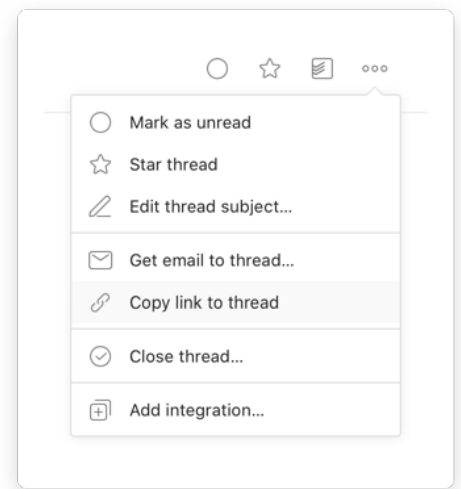 Mark as unread
Star thread
Edit thread subject...
Get email to thread...
Copy link to thread
Close thread...
Add integration...